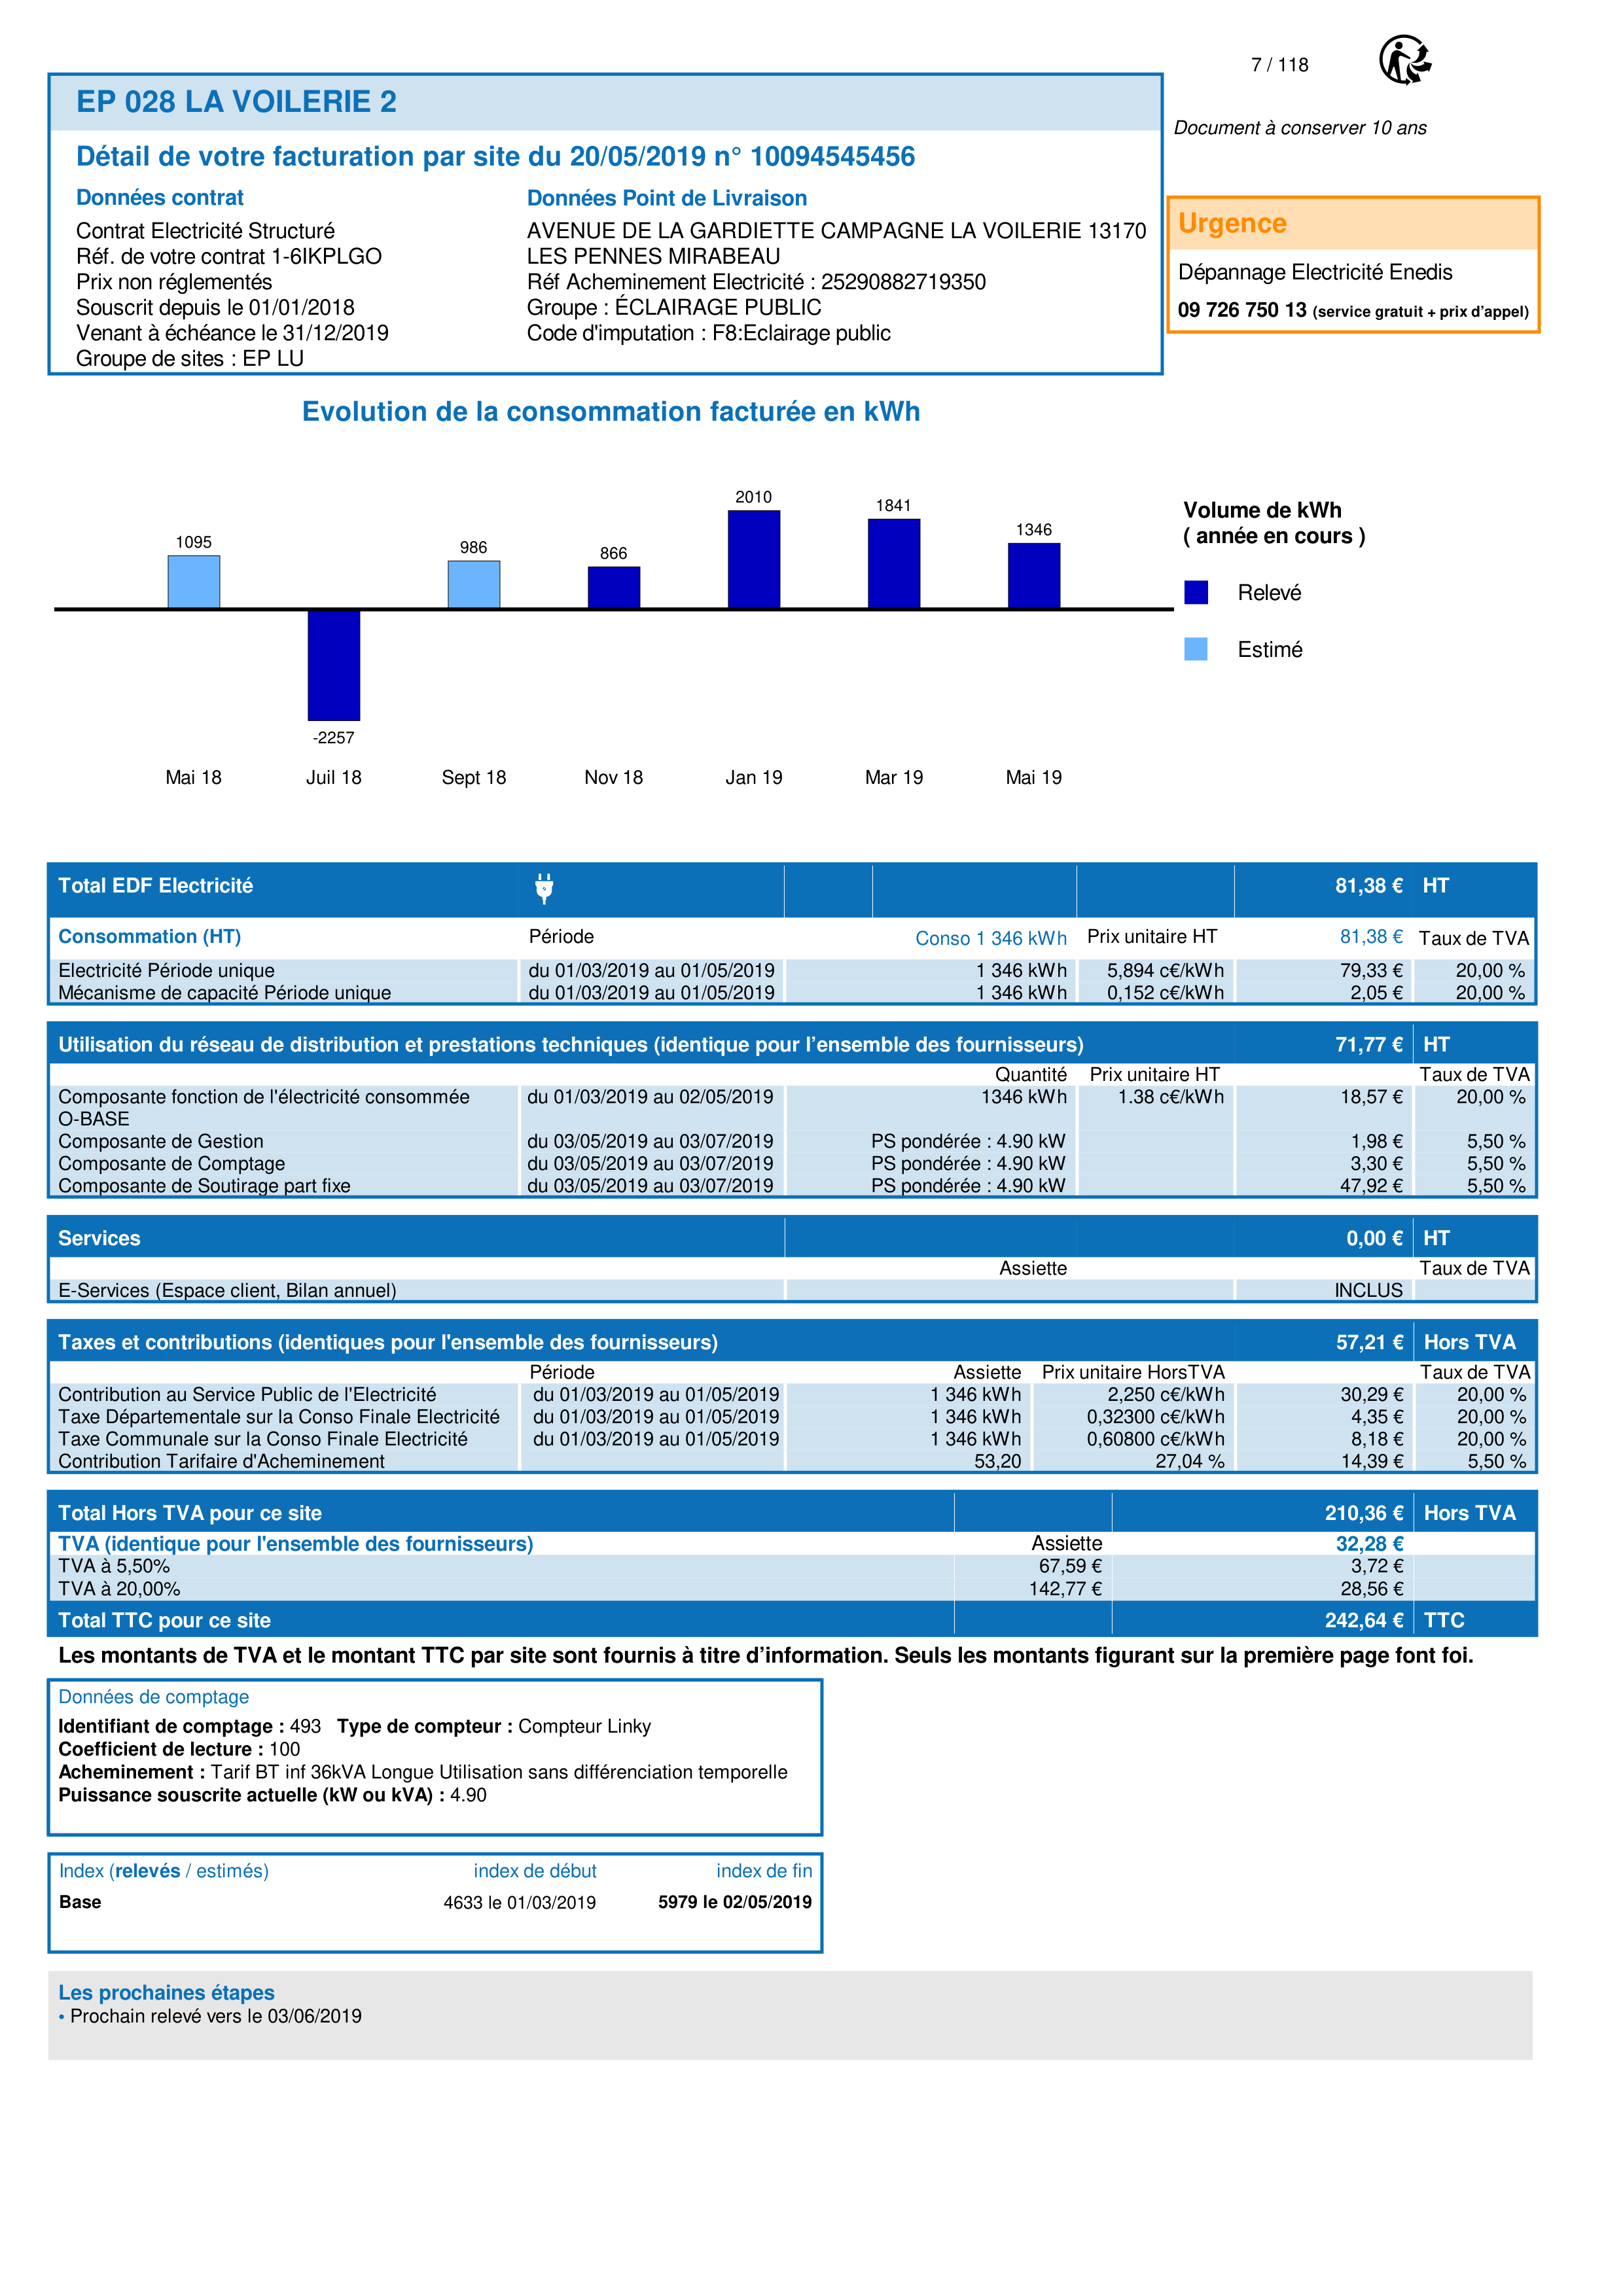 7 / 118
EP 028 LA VOILERIE 2
Document à conserver 10 ans
Détail de votre facturation par site du 20/05/2019 n° 10094545456
Données contrat
Contrat Electricité Structuré
Réf. de votre contrat 1-6IKPLGO
Prix non réglementés
Souscrit depuis le 01/01/2018
Venant à échéance le 31/12/2019
Groupe de sites : EP LU
Données Point de Livraison
AVENUE DE LA GARDIETTE CAMPAGNE LA VOILERIE 13170
LES PENNES MIRABEAU
Réf Acheminement Electricité : 25290882719350
Groupe : ÉCLAIRAGE PUBLIC
Code d'imputation : F8:Eclairage public
Urgence
Dépannage Electricité Enedis
09 726 750 13 (service gratuit + prix d’appel)
Evolution de la consommation facturée en kWh
1095 -2257 986 866 2010 1841 1346
Mai 18 Juil 18 Sept 18 Nov 18 Jan 19 Mar 19 Mai 19
Volume de kWh
( année en cours )
Relevé
Estimé
Total EDF Electricité 81,38 € HT
Consommation (HT) Période Conso 1 346 kWh Prix unitaire HT 81,38 € Taux de TVA
Electricité Période unique du 01/03/2019 au 01/05/2019 1 346 kWh 5,894 c€/kWh 79,33 € 20,00 %
Mécanisme de capacité Période unique du 01/03/2019 au 01/05/2019 1 346 kWh 0,152 c€/kWh 2,05 € 20,00 %
Utilisation du réseau de distribution et prestations techniques (identique pour l’ensemble des fournisseurs) 71,77 € HT
Quantité Prix unitaire HT Taux de TVA
Composante fonction de l'électricité consommée du 01/03/2019 au 02/05/2019 1346 kWh 1.38 c€/kWh 18,57 € 20,00 %
O-BASE
Composante de Gestion du 03/05/2019 au 03/07/2019 PS pondérée : 4.90 kW 1,98 € 5,50 %
Composante de Comptage du 03/05/2019 au 03/07/2019 PS pondérée : 4.90 kW 3,30 € 5,50 %
Composante de Soutirage part fixe du 03/05/2019 au 03/07/2019 PS pondérée : 4.90 kW 47,92 € 5,50 %
Services 0,00 € HT
Assiette Taux de TVA
E-Services (Espace client, Bilan annuel) INCLUS
Taxes et contributions (identiques pour l'ensemble des fournisseurs) 57,21 € Hors TVA
Période Assiette Prix unitaire HorsTVA Taux de TVA
Contribution au Service Public de l'Electricité du 01/03/2019 au 01/05/2019 1 346 kWh 2,250 c€/kWh 30,29 € 20,00 %
Taxe Départementale sur la Conso Finale Electricité du 01/03/2019 au 01/05/2019 1 346 kWh 0,32300 c€/kWh 4,35 € 20,00 %
Taxe Communale sur la Conso Finale Electricité du 01/03/2019 au 01/05/2019 1 346 kWh 0,60800 c€/kWh 8,18 € 20,00 %
Contribution Tarifaire d'Acheminement 53,20 27,04 % 14,39 € 5,50 %
Total Hors TVA pour ce site 210,36 € Hors TVA
TVA (identique pour l'ensemble des fournisseurs) Assiette 32,28 €
TVA à 5,50% 67,59 € 3,72 €
TVA à 20,00% 142,77 € 28,56 €
Total TTC pour ce site 242,64 € TTC
Les montants de TVA et le montant TTC par site sont fournis à titre d’information. Seuls les montants figurant sur la première page font foi.
Données de comptage
Identifiant de comptage : 493 Type de compteur : Compteur Linky
Coefficient de lecture : 100
Acheminement : Tarif BT inf 36kVA Longue Utilisation sans différenciation temporelle
Puissance souscrite actuelle (kW ou kVA) : 4.90
Index (relevés / estimés) index de début index de fin
Base 4633 le 01/03/2019 5979 le 02/05/2019
Les prochaines étapes
• Prochain relevé vers le 03/06/2019